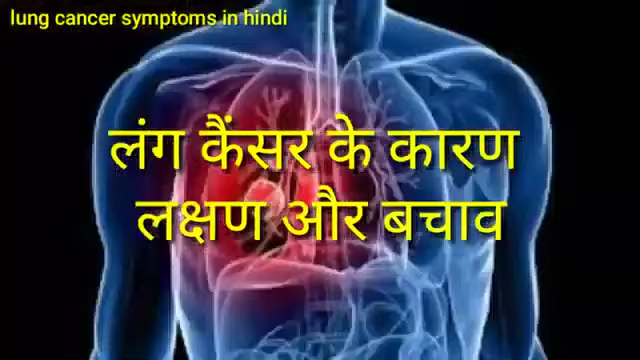 lung cancer symptoms in hindi
लंग कैंसर के कारण
लक्षण और बचाव